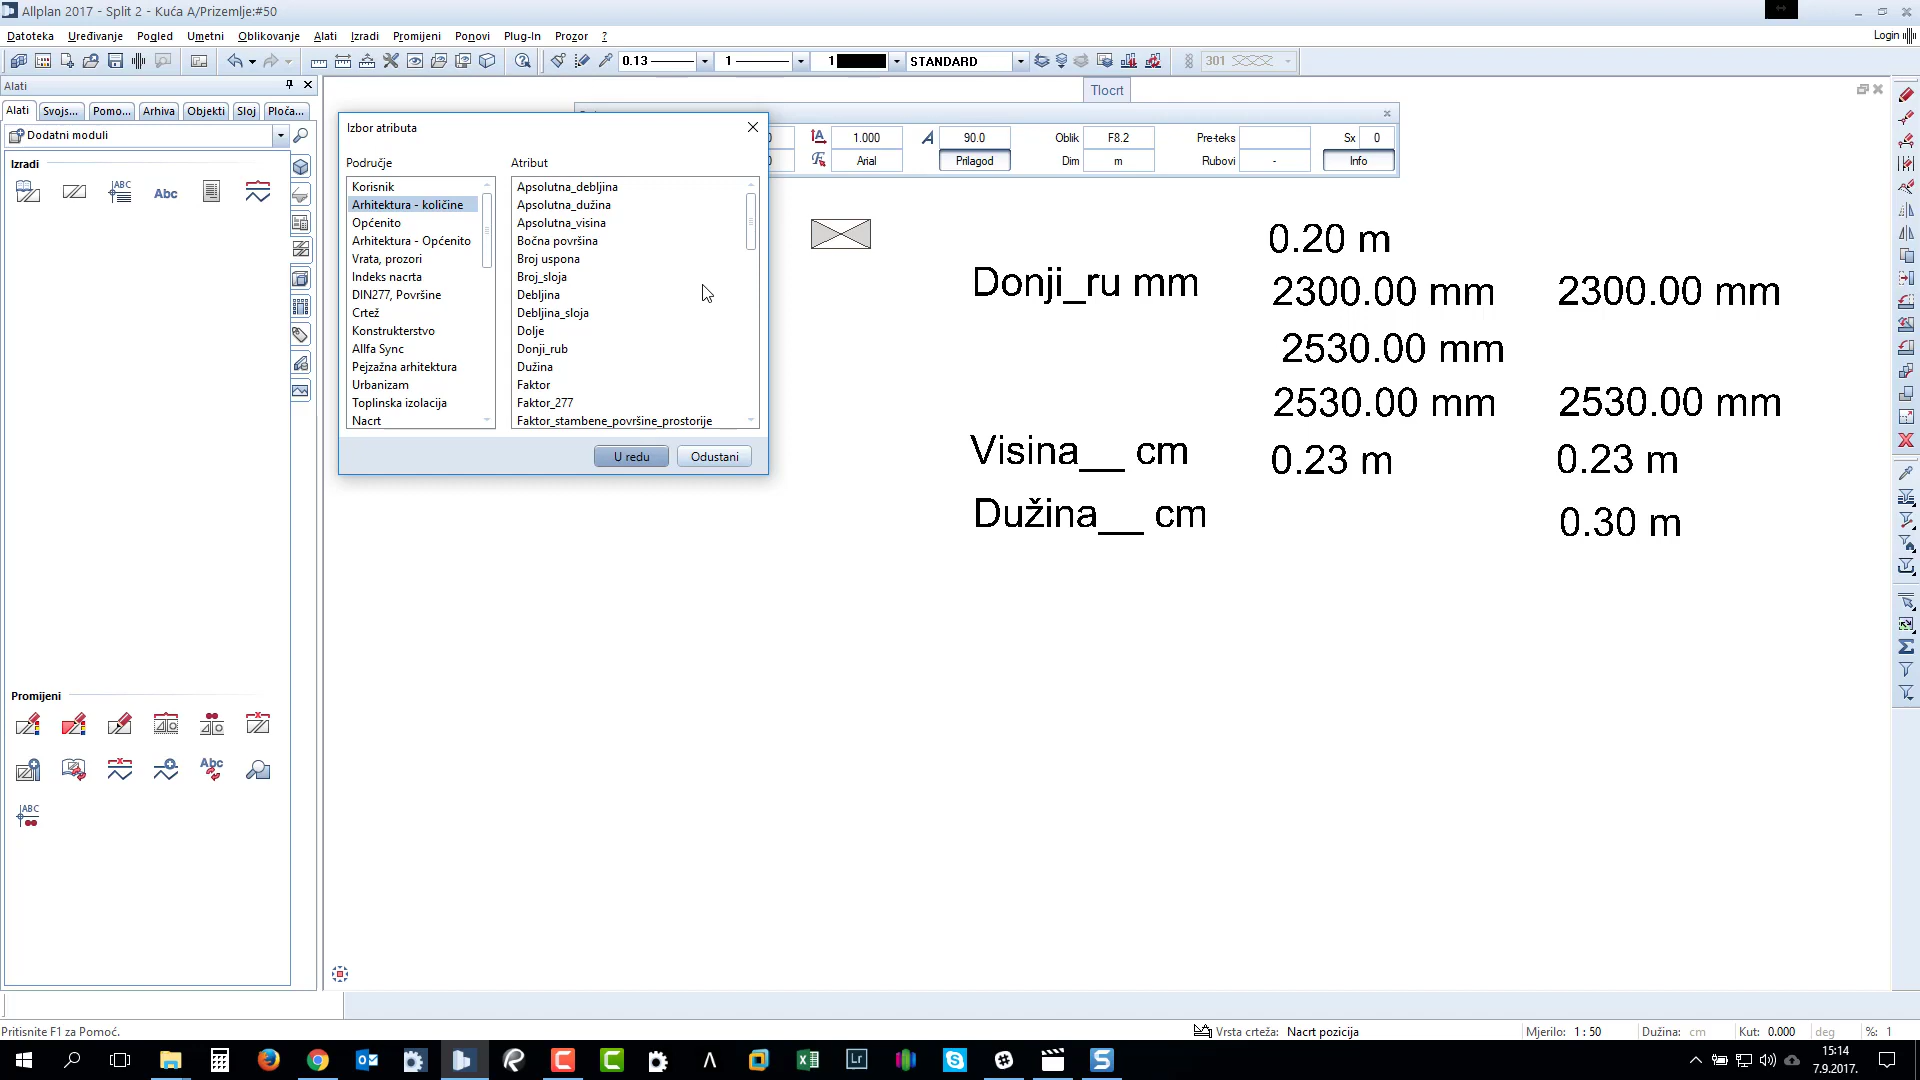 Allplan 2017 - Split 2 - Kuća A/Prizemlje:#50
Datoteka Uređivanje Pogled Umetni Oblikovanje Alati Izradi Promijeni Ponovi Plug-In Prozor ?
Login
0.13 1 1 STANDARD 301
Alati
Alati Svojs... Pomo... Arhiva Objekti Sloj Ploča...
Dodatni moduli
Izradi
ABC Abc
Promijeni
Abc
ABC
Tlocrt
Izbor atributa
Područje
Korisnik
Arhitektura - količine
Općenito
Arhitektura - Općenito
Vrata, prozori
Indeks nacrta
DIN277, Površine
Crtež
Konstrukterstvo
Allfa Sync
Pejzažna arhitektura
Urbanizam
Toplinska izolacija
Nacrt
Atribut
Apsolutna_debljina
Apsolutna_dužina
Apsolutna_visina
Bočna površina
Broj uspona
Broj_sloja
Debljina
Debljina_sloja
Dolje
Donji_rub
Dužina
Faktor
Faktor_277
Faktor_stambene_površine_prostorije
U redu Odustani
1.000 90.0 Oblik F8.2 Pre-teks Sx 0
Arial Prilagod Dim m Rubovi - Info
0.20 m
Donji_ru mm 2300.00 mm 2300.00 mm
2530.00 mm
2530.00 mm 2530.00 mm
Visina__ cm 0.23 m 0.23 m
Dužina__ cm 0.30 m
Pritisnite F1 za Pomoć.
Vrsta crteža: Nacrt pozicija Mjerilo: 1 : 50 Dužina: cm Kut: 0.000 deg %: 1
15:14
7.9.2017.